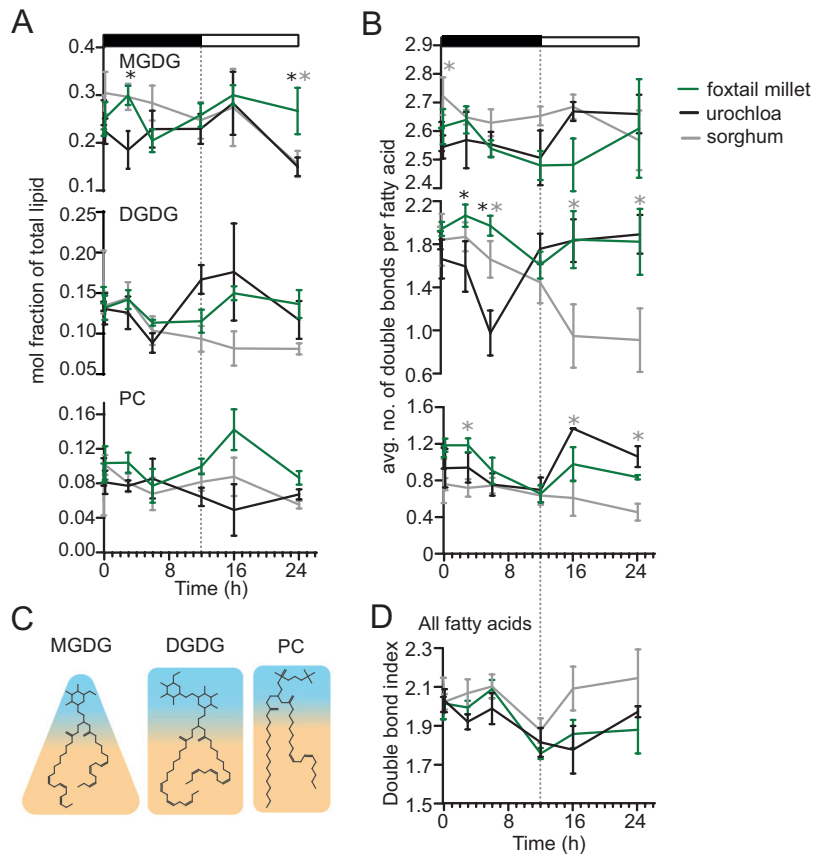 A
B
MGDG
0.4
0.3
0.2
0.1
* * *
2.9
2.8
2.7
2.6
2.5
2.4
*
foxtail millet
urochloa
sorghum
mol fraction of total lipid
DGDG
0.25
0.20
0.15
0.10
0.05
avg. no. of double bonds per fatty acid
2.2
1.8
1.4
1.0
0.6
* * * * *
PC
0.16
0.12
0.08
0.04
0.00
0 8 16 24
Time (h)
1.6
1.2
0.8
0.4
0
* * *
0 8 16 24
C
MGDG DGDG PC
D
All fatty acids
Double bond index
2.3
2.1
1.9
1.7
1.5
0 8 16 24
Time (h)